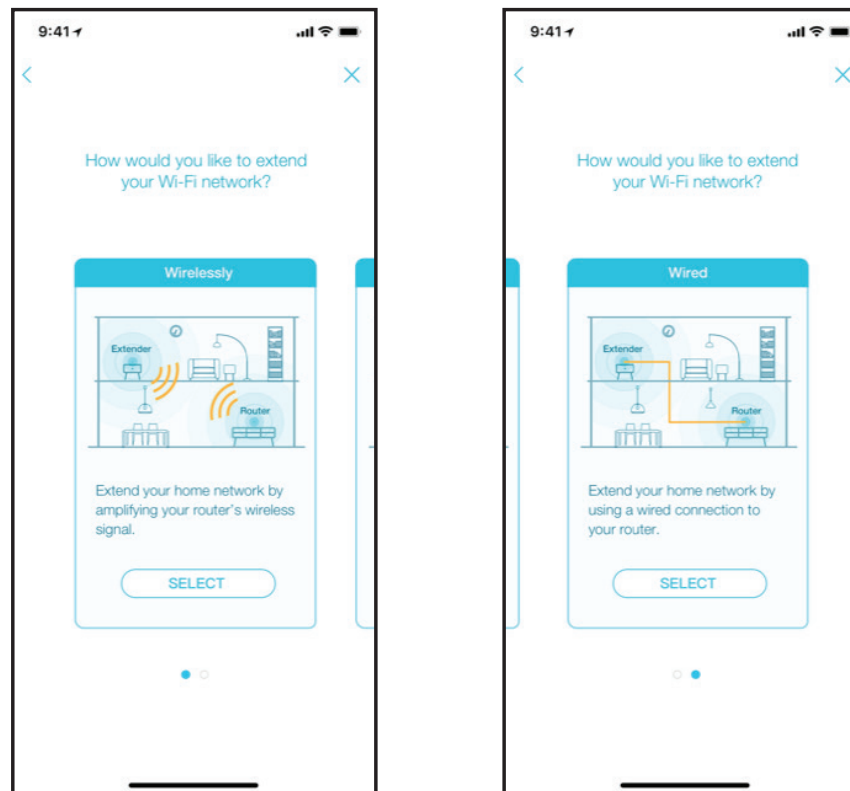 9:41
How would you like to extend
your Wi-Fi network?
Wirelessly
Extender
Router
Extend your home network by
amplifying your router's wireless
signal.
SELECT
9:41
How would you like to extend
your Wi-Fi network?
Wired
Extender
Router
Extend your home network by
using a wired connection to
your router.
SELECT